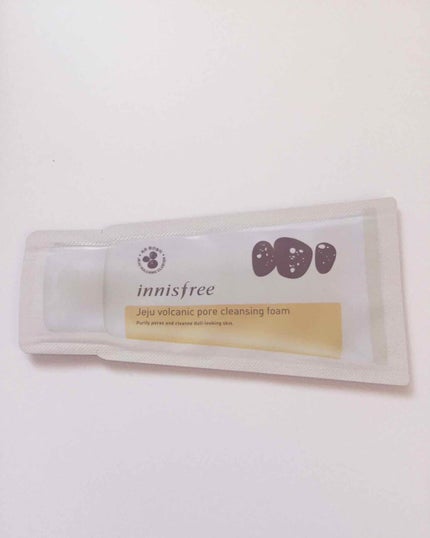 innisfree
Jeju volcanic pore cleansing foam
Purify pores and cleanse dull-looking skin.